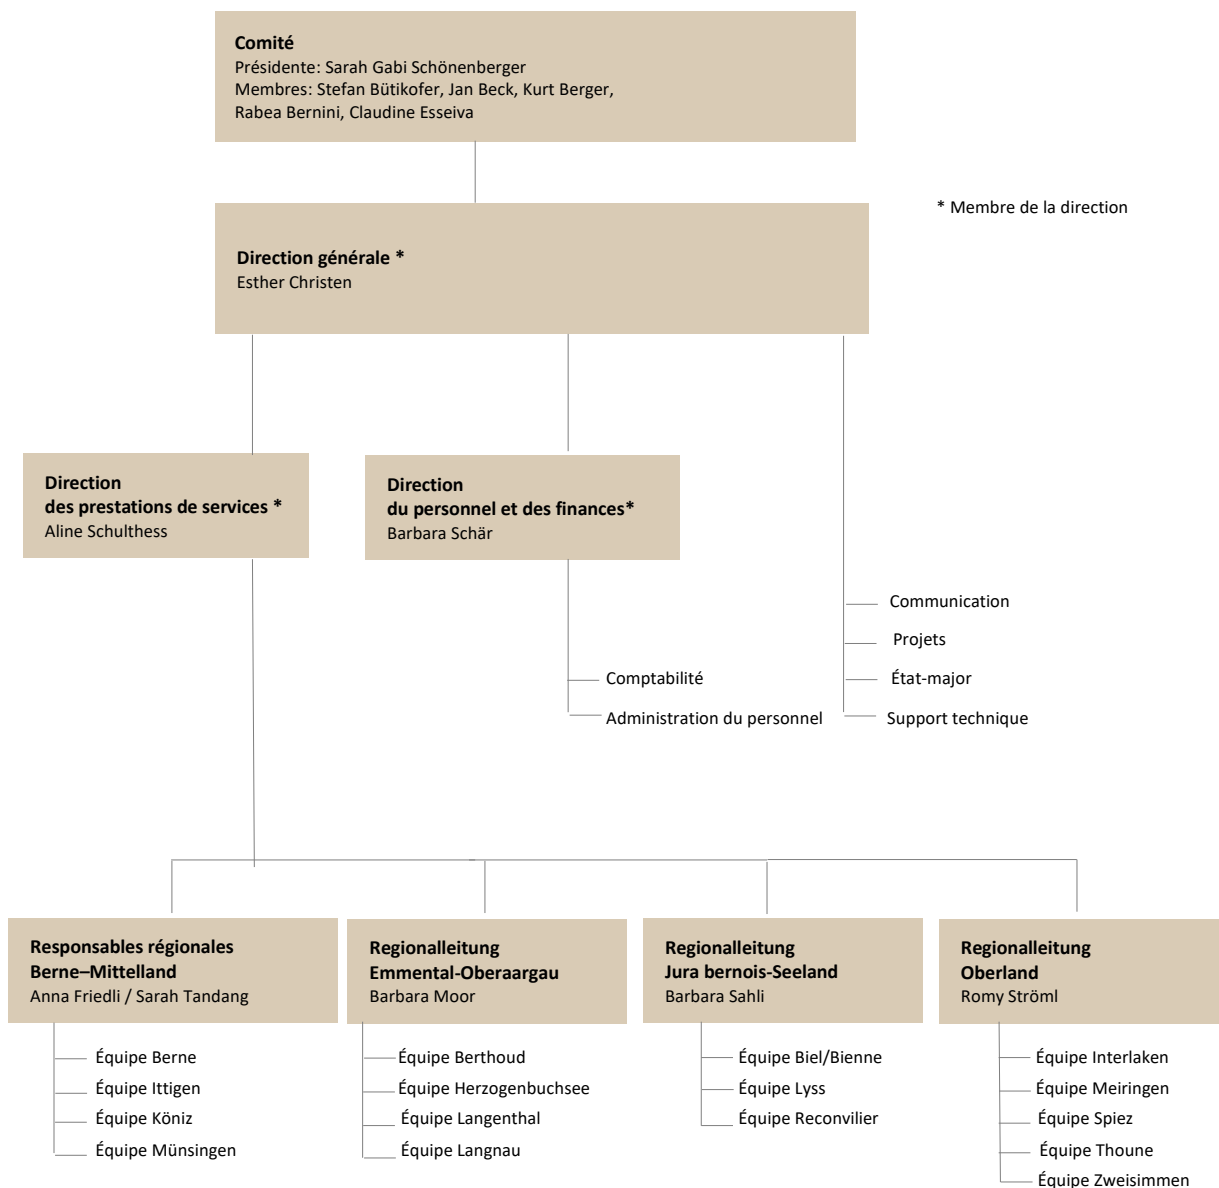 Comité
Présidente: Sarah Gabi Schönenberger
Membres: Stefan Bütikofer, Jan Beck, Kurt Berger,
Rabea Bernini, Claudine Esseiva
* Membre de la direction
Direction générale *
Esther Christen
Direction
des prestations de services *
Aline Schulthess
Direction
du personnel et des finances*
Barbara Schär
Communication
Projets
État-major
Support technique
Comptabilité
Administration du personnel
Responsables régionales
Berne–Mittelland
Anna Friedli / Sarah Tandang
Équipe Berne
Équipe Ittigen
Équipe Köniz
Équipe Münsingen
Regionalleitung
Emmental-Oberaargau
Barbara Moor
Équipe Berthoud
Équipe Herzogenbuchsee
Équipe Langenthal
Équipe Langnau
Regionalleitung
Jura bernois-Seeland
Barbara Sahli
Équipe Biel/Bienne
Équipe Lyss
Équipe Reconvilier
Regionalleitung
Oberland
Romy Ströml
Équipe Interlaken
Équipe Meiringen
Équipe Spiez
Équipe Thoune
Équipe Zweisimmen